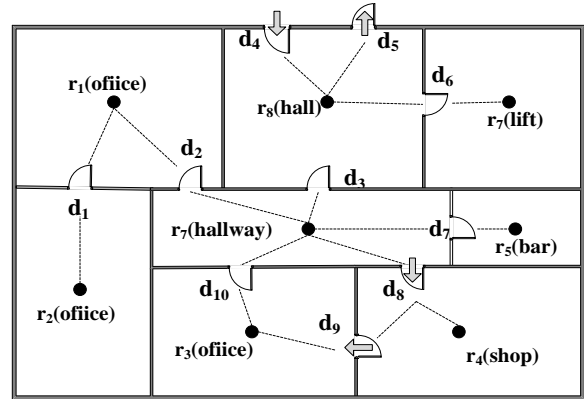 d4
d5
r1(ofiice)
d6
r8(hall)
r7(lift)
d2
d3
d1
r7(hallway)
d7
r5(bar)
r2(ofiice)
d10
d8
d9
r3(ofiice)
r4(shop)